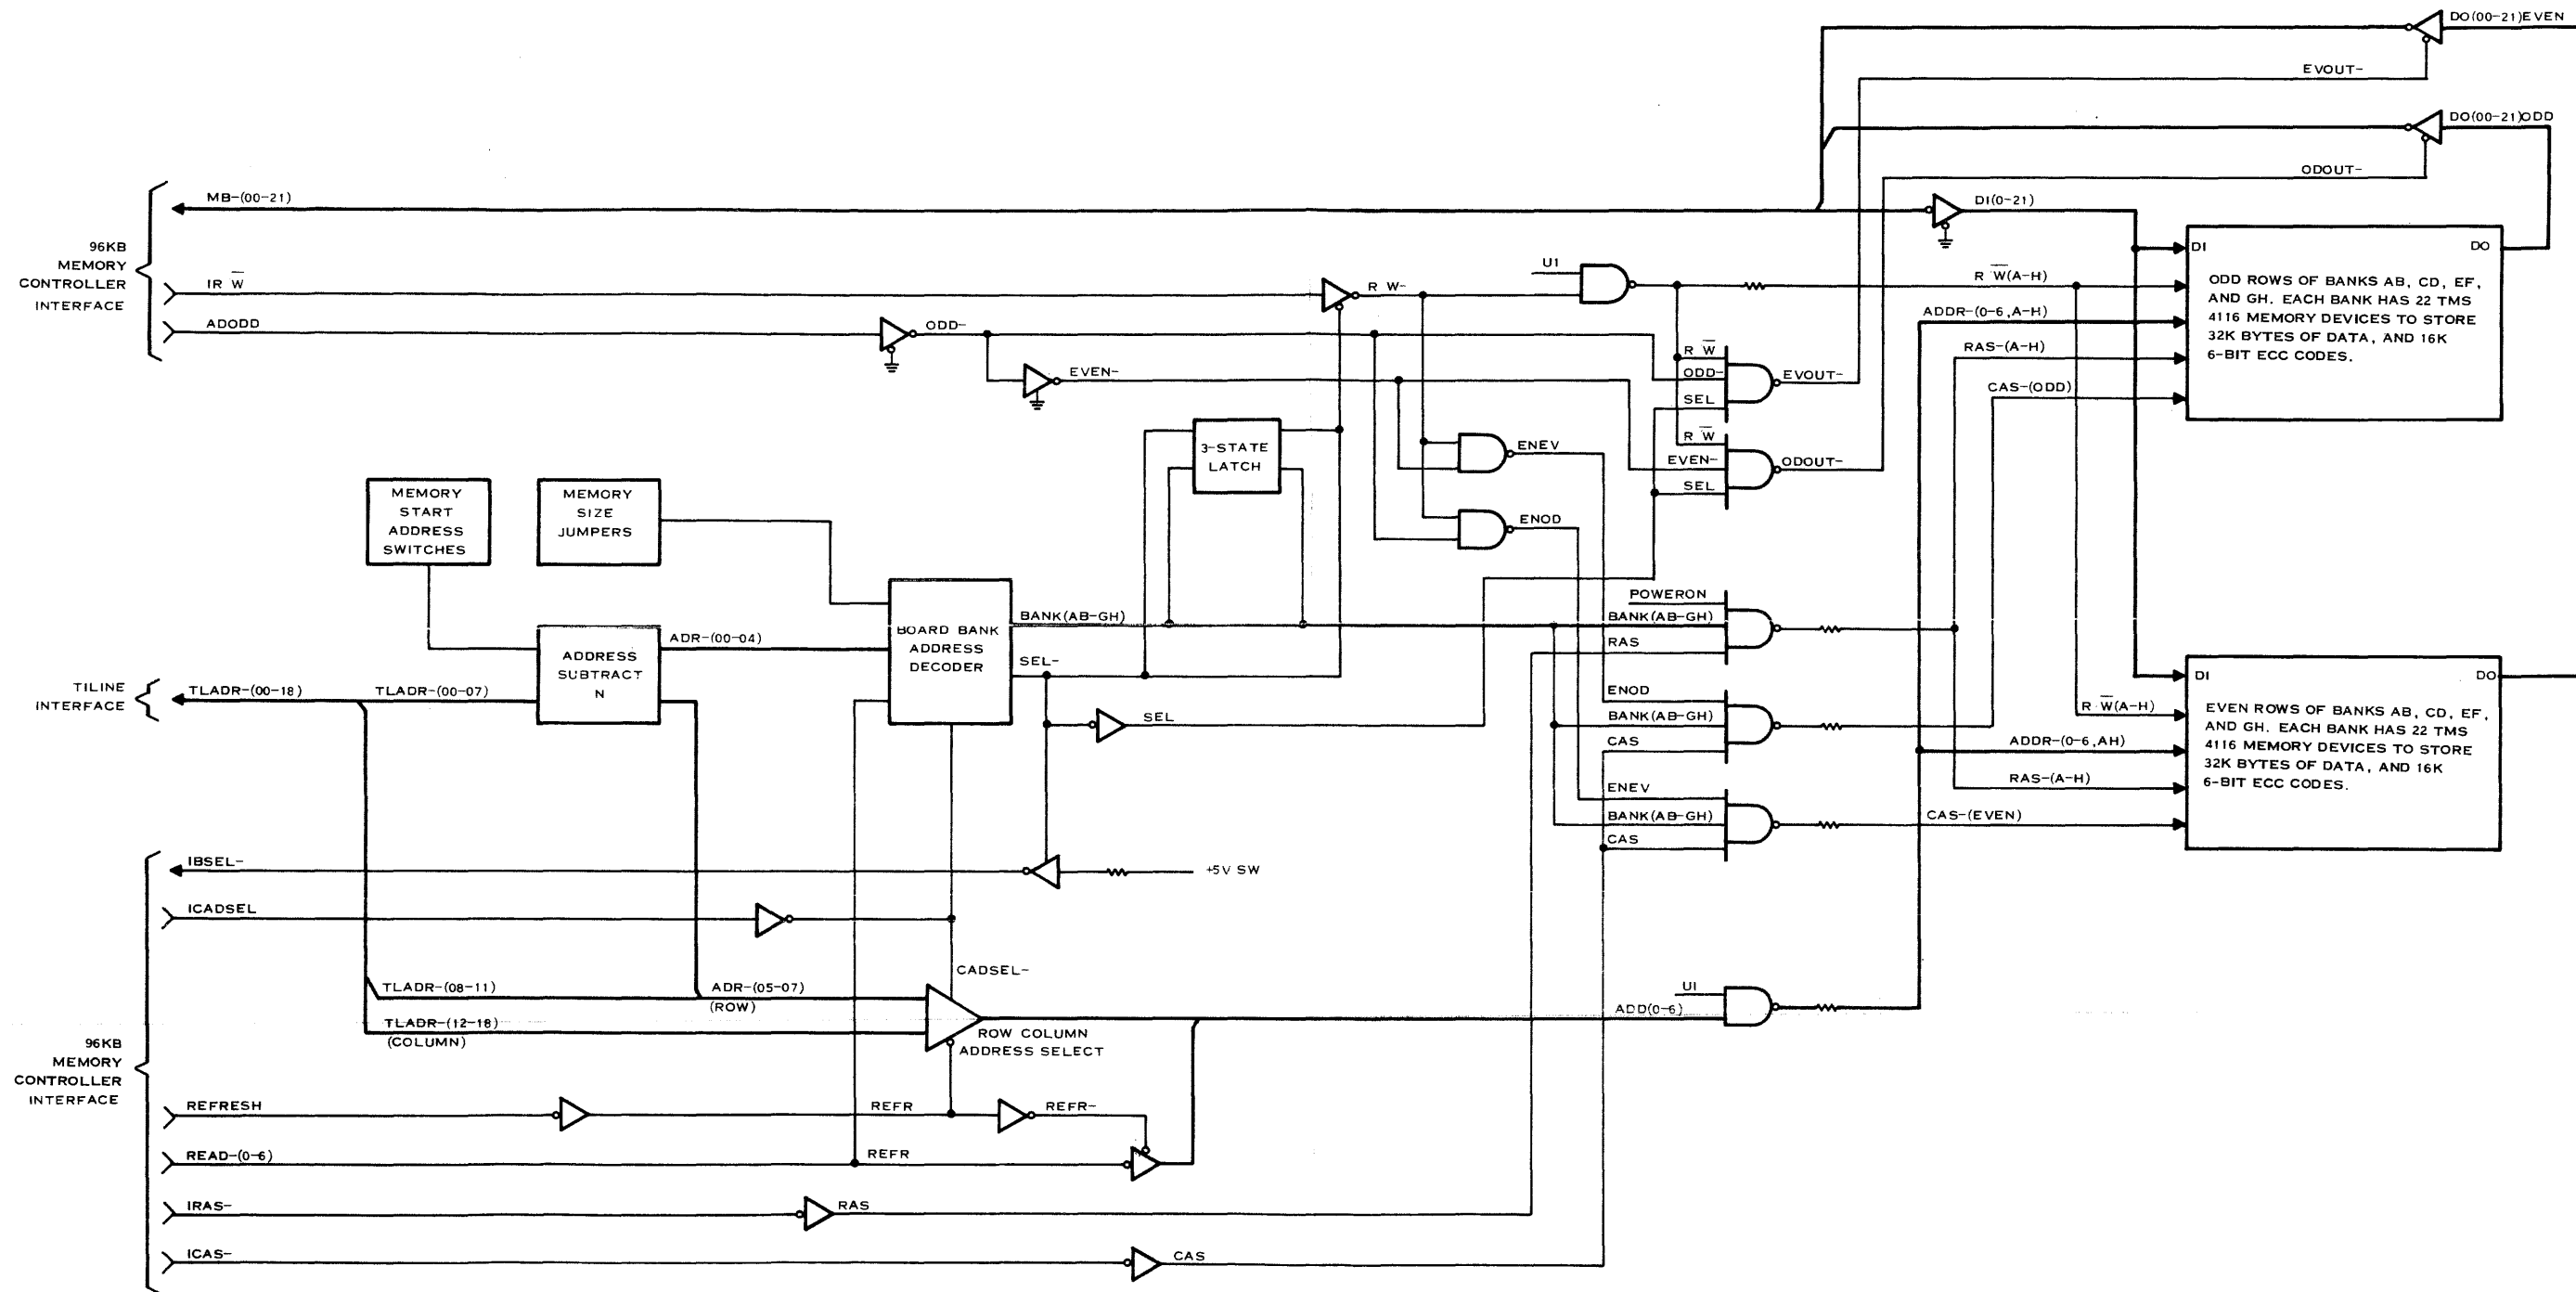 DO(00-21)EVEN
EVOUT-
DO(00-21)ODD
ODOUT-
MB-(00-21)
DI(0-21)
96KB
MEMORY
CONTROLLER
INTERFACE
IR W
ADODD
ODD-
EVEN-
R W-
U1
R W(A-H)
ADDR-(0-6,A-H)
RAS-(A-H)
CAS-(ODD)
DI
DO
ODD ROWS OF BANKS AB, CD, EF,
AND GH. EACH BANK HAS 22 TMS
4116 MEMORY DEVICES TO STORE
32K BYTES OF DATA, AND 16K
6-BIT ECC CODES.
R W
ODD-
SEL
EVOUT-
R W
EVEN-
SEL
ODOUT-
3-STATE
LATCH
ENEV
ENOD
MEMORY
START
ADDRESS
SWITCHES
MEMORY
SIZE
JUMPERS
ADDRESS
SUBTRACT
N
ADR-(00-04)
BOARD BANK
ADDRESS
DECODER
BANK(AB-GH)
SEL-
SEL
POWERON
BANK(AB-GH)
RAS
ENOD
BANK(AB-GH)
CAS
ENEV
BANK(AB-GH)
CAS
CAS-(EVEN)
TILINE
INTERFACE
TLADR-(00-18)
TLADR-(00-07)
DI
DO
R W(A-H)
ADDR-(0-6,AH)
RAS-(A-H)
EVEN ROWS OF BANKS AB, CD, EF,
AND GH. EACH BANK HAS 22 TMS
4116 MEMORY DEVICES TO STORE
32K BYTES OF DATA, AND 16K
6-BIT ECC CODES.
IBSEL-
+5V SW
ICADSEL
CADSEL-
TLADR-(08-11)
ADR-(05-07)
(ROW)
TLADR-(12-18)
(COLUMN)
ROW COLUMN
ADDRESS SELECT
UI
ADD(0-6)
96KB
MEMORY
CONTROLLER
INTERFACE
REFRESH
REFR
REFR-
READ-(0-6)
REFR
IRAS-
RAS
ICAS-
CAS